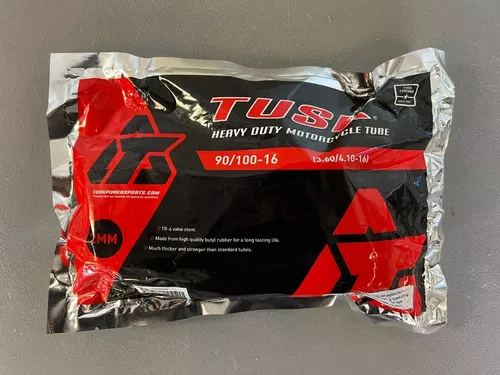 TUSK
HEAVY DUTY MOTORCYCLE TUBE
90/100-16 (3.60/4.10-16)
TUSKPOWERSPORTS.COM
MM
TR-4 valve stem.
Made from high quality butyl rubber for a long lasting life.
Much thicker and stronger than standard tubes.